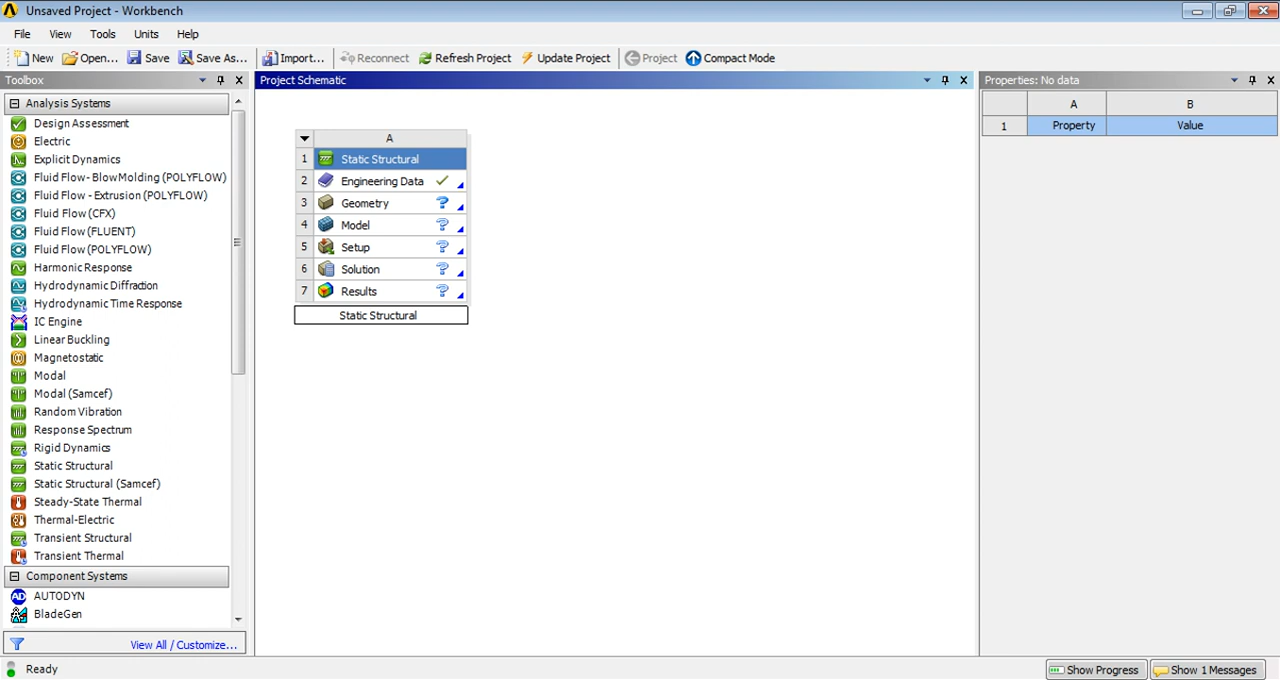 Unsaved Project - Workbench
File View Tools Units Help
New Open... Save Save As... Import... Reconnect Refresh Project Update Project Project Compact Mode
Toolbox
Analysis Systems
Design Assessment
Electric
Explicit Dynamics
Fluid Flow- BlowMolding (POLYFLOW)
Fluid Flow - Extrusion (POLYFLOW)
Fluid Flow (CFX)
Fluid Flow (FLUENT)
Fluid Flow (POLYFLOW)
Harmonic Response
Hydrodynamic Diffraction
Hydrodynamic Time Response
IC Engine
Linear Buckling
Magnetostatic
Modal
Modal (Samcef)
Random Vibration
Response Spectrum
Rigid Dynamics
Static Structural
Static Structural (Samcef)
Steady-State Thermal
Thermal-Electric
Transient Structural
Transient Thermal
Component Systems
AD AUTODYN
BladeGen
View All / Customize...
Project Schematic
A
1 Static Structural
2 Engineering Data
3 Geometry ?
4 Model ?
5 Setup ?
6 Solution ?
7 Results ?
Static Structural
Properties: No data
A B
1 Property Value
Ready
Show Progress Show 1 Messages